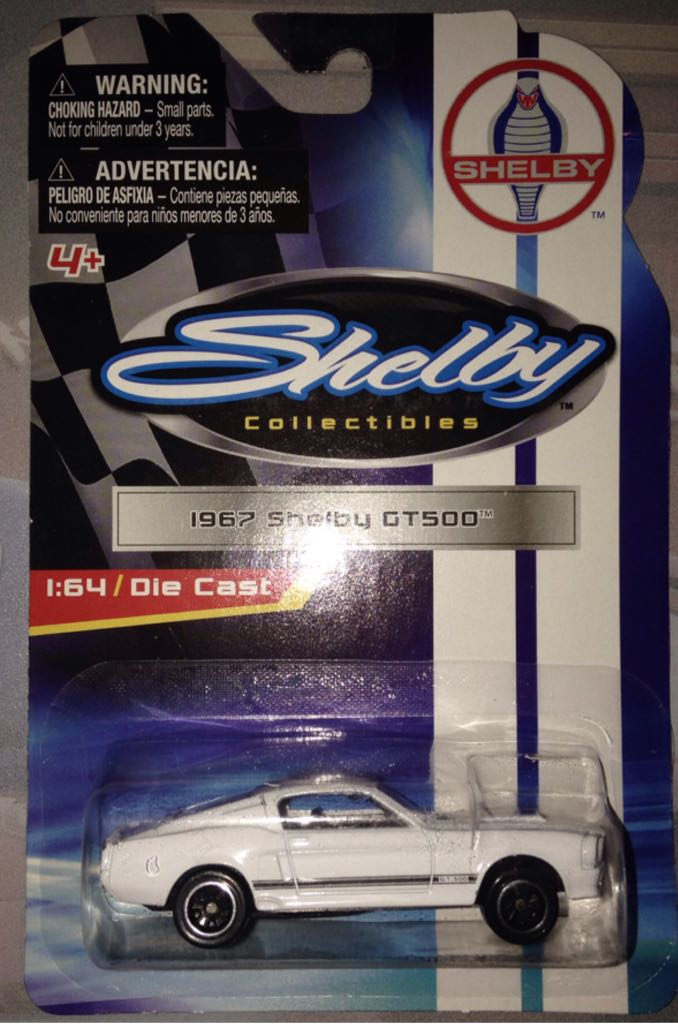 WARNING:
CHOKING HAZARD – Small parts.
Not for children under 3 years.
ADVERTENCIA:
PELIGRO DE ASFIXIA – Contiene piezas pequeñas.
No conveniente para niños menores de 3 años.
4+
SHELBY
TM
Shelby
TM
Collectibles
1967 Shelby GT500™
1:64 / Die Cast
G.T. 500